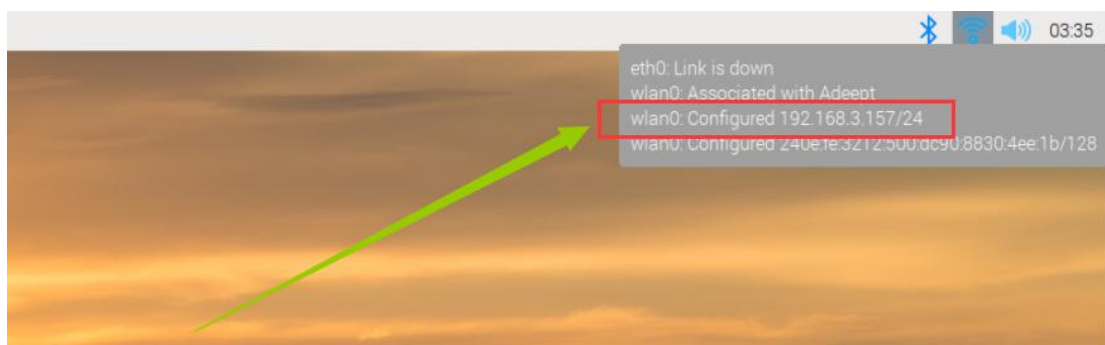 03:35
eth0: Link is down
wlan0: Associated with Adeept
wlan0: Configured 192.168.3.157/24
wlan0: Configured 240e:fe:3212:500:dc90:8830:4ee:1b/128